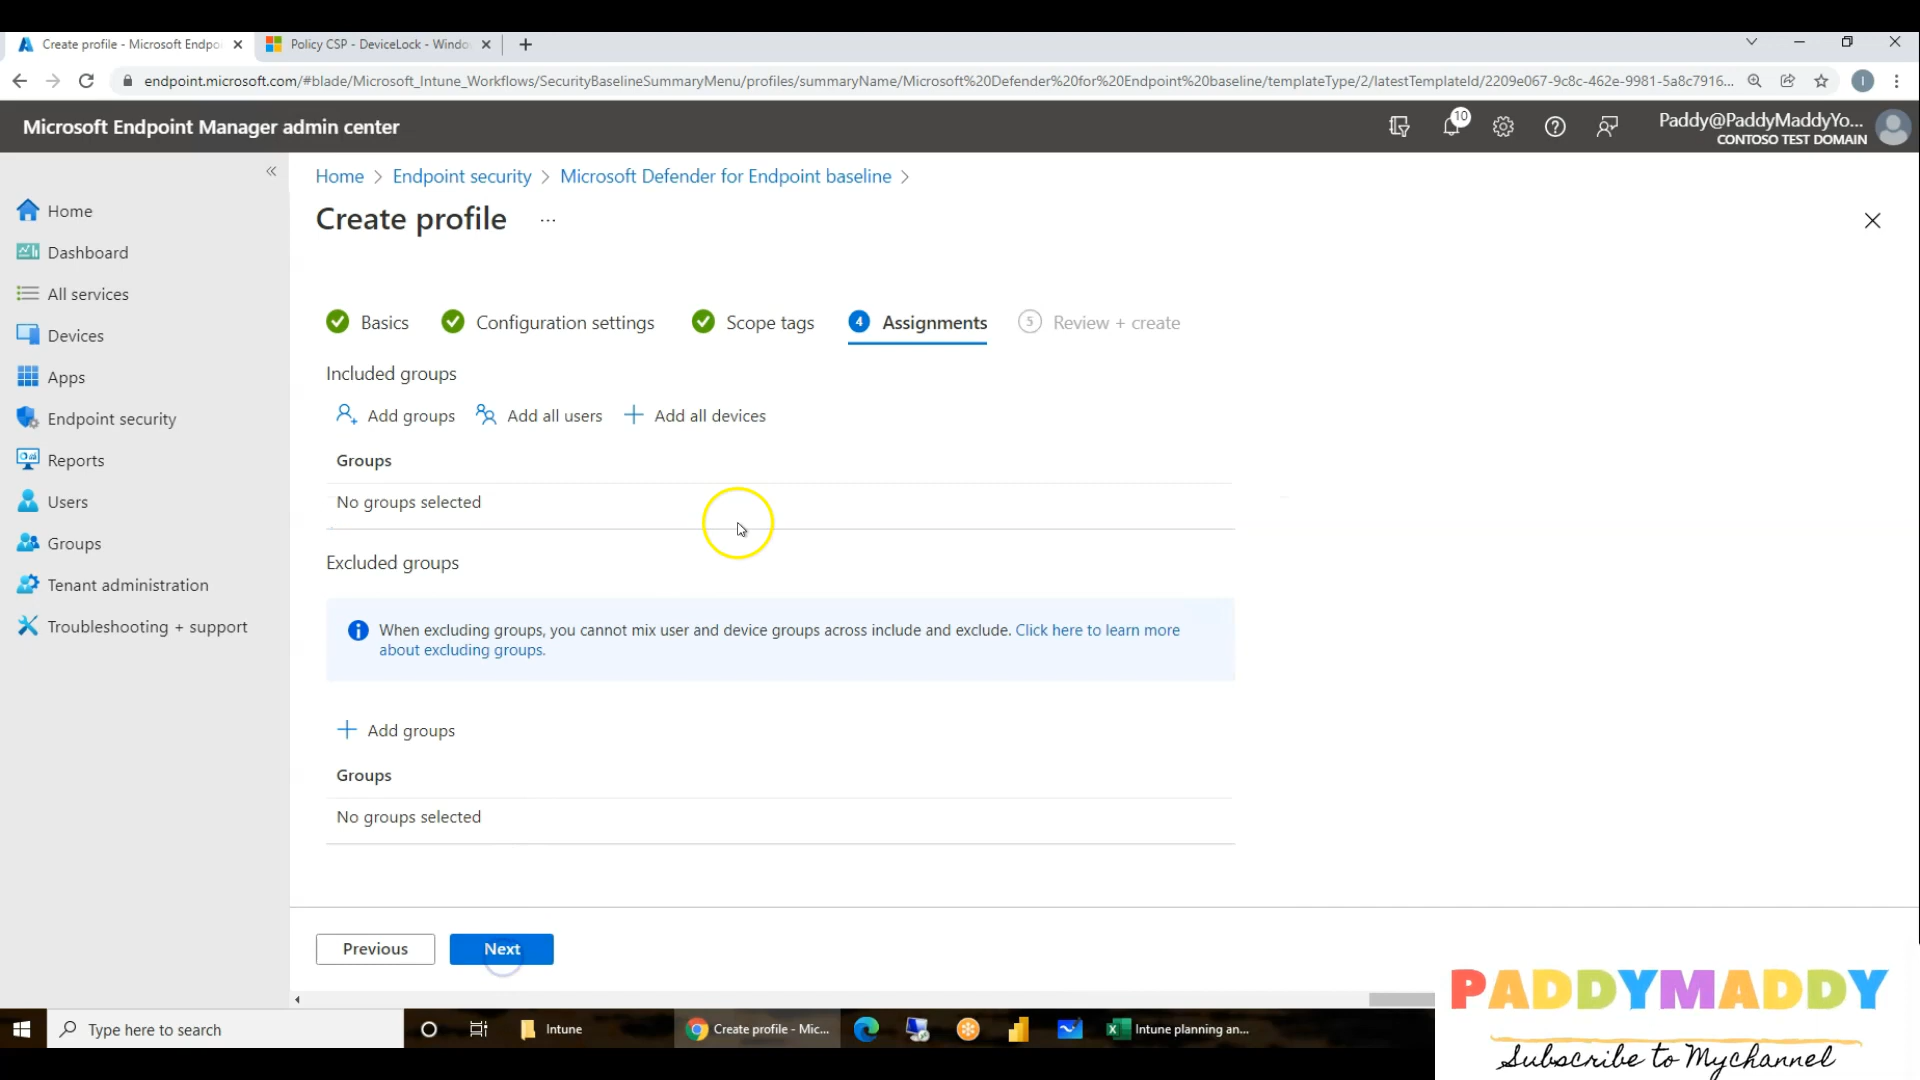 Create profile - Microsoft Endpo
Policy CSP - DeviceLock - Windo
endpoint.microsoft.com/#blade/Microsoft_Intune_Workflows/SecurityBaselineSummaryMenu/profiles/summaryName/Microsoft%20Defender%20for%20Endpoint%20baseline/templateType/2/latestTemplateId/2209e067-9c8c-462e-9981-5a8c7916...
I
Microsoft Endpoint Manager admin center
10
Paddy@PaddyMaddyYo...
CONTOSO TEST DOMAIN
Home
Dashboard
All services
Devices
Apps
Endpoint security
Reports
Users
Groups
Tenant administration
Troubleshooting + support
Home > Endpoint security > Microsoft Defender for Endpoint baseline >
Create profile ...
Basics
Configuration settings
Scope tags
4 Assignments
5 Review + create
Included groups
Add groups
Add all users
Add all devices
Groups
No groups selected
Excluded groups
When excluding groups, you cannot mix user and device groups across include and exclude. Click here to learn more
about excluding groups.
Add groups
Groups
No groups selected
Previous
Next
PADDYMADDY
Subscribe to Mychannel
Type here to search
Intune
Create profile - Mic...
Intune planning an...